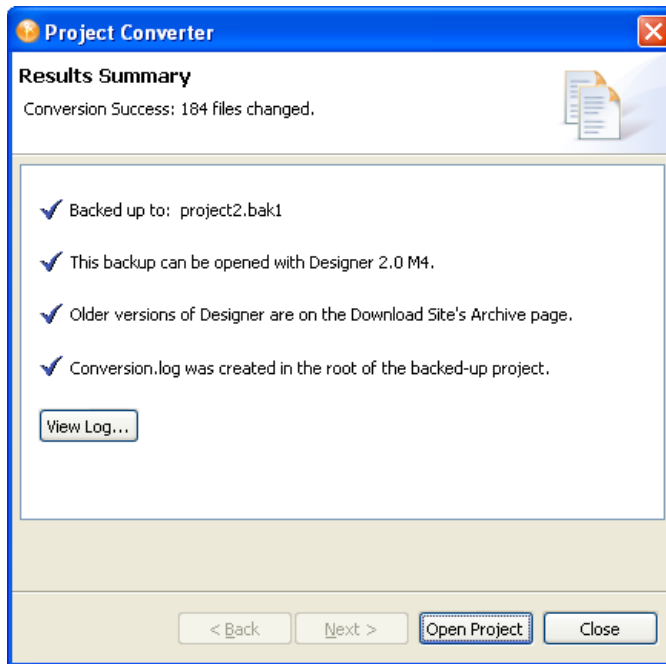 Project Converter
Results Summary
Conversion Success: 184 files changed.
Backed up to: project2.bak1
This backup can be opened with Designer 2.0 M4.
Older versions of Designer are on the Download Site's Archive page.
Conversion.log was created in the root of the backed-up project.
View Log...
< Back Next > Open Project Close